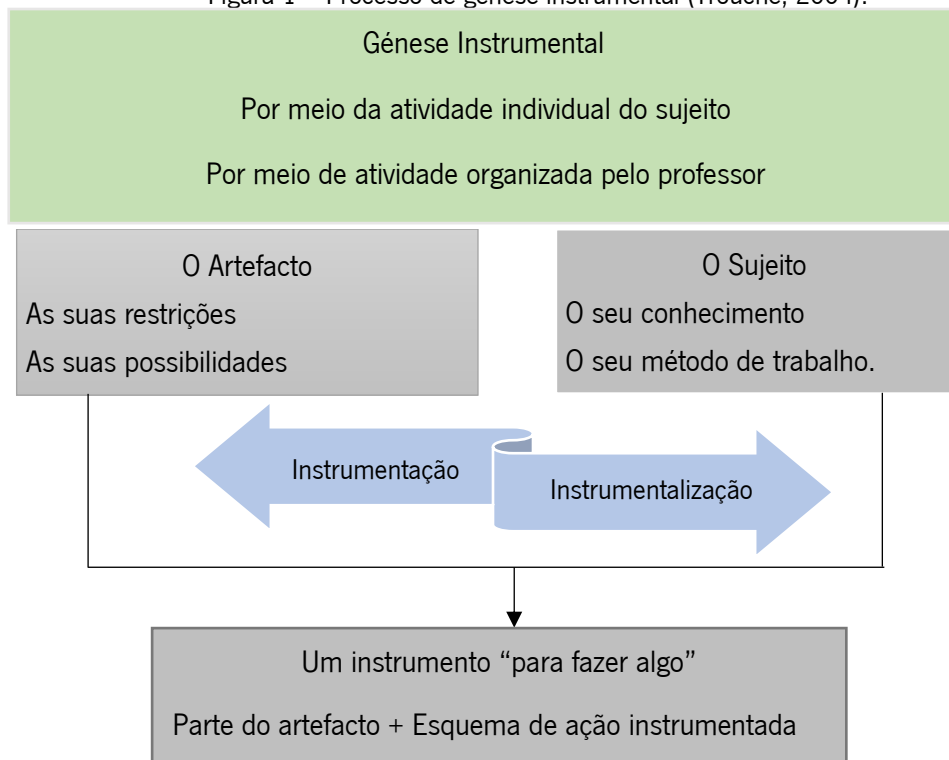 Figura 1 – Processo de génese instrumental (Trouche, 2004).
Génese Instrumental
Por meio da atividade individual do sujeito
Por meio de atividade organizada pelo professor
O Artefacto
As suas restrições
As suas possibilidades
O Sujeito
O seu conhecimento
O seu método de trabalho.
Instrumentação
Instrumentalização
Um instrumento “para fazer algo”
Parte do artefacto + Esquema de ação instrumentada